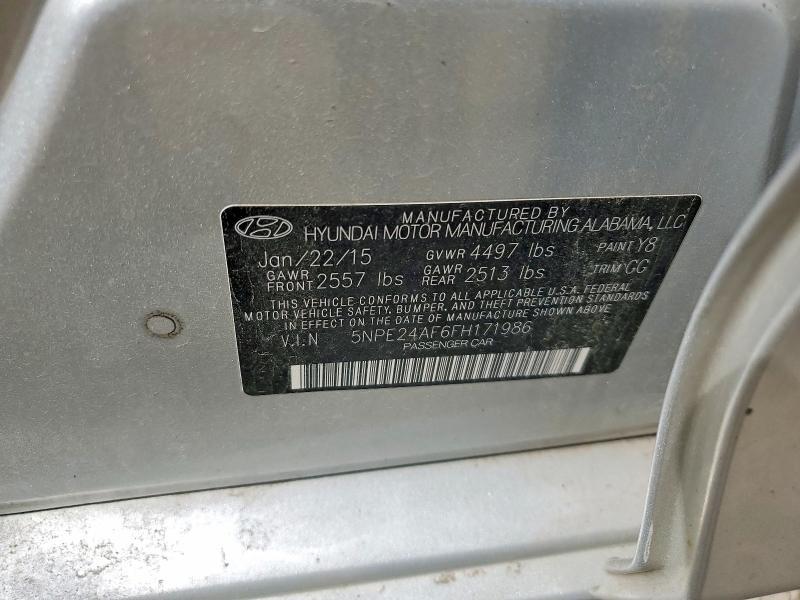 MANUFACTURED BY
HYUNDAI MOTOR MANUFACTURING ALABAMA, LLC
Jan/22/15 GVWR 4497 lbs PAINT Y8
GAWR FRONT 2557 lbs GAWR REAR 2513 lbs TRIM GG
THIS VEHICLE CONFORMS TO ALL APPLICABLE U.S.A. FEDERAL
MOTOR VEHICLE SAFETY, BUMPER, AND THEFT PREVENTION STANDARDS
IN EFFECT ON THE DATE OF MANUFACTURE SHOWN ABOVE
V.I.N 5NPE24AF6FH171986
PASSENGER CAR